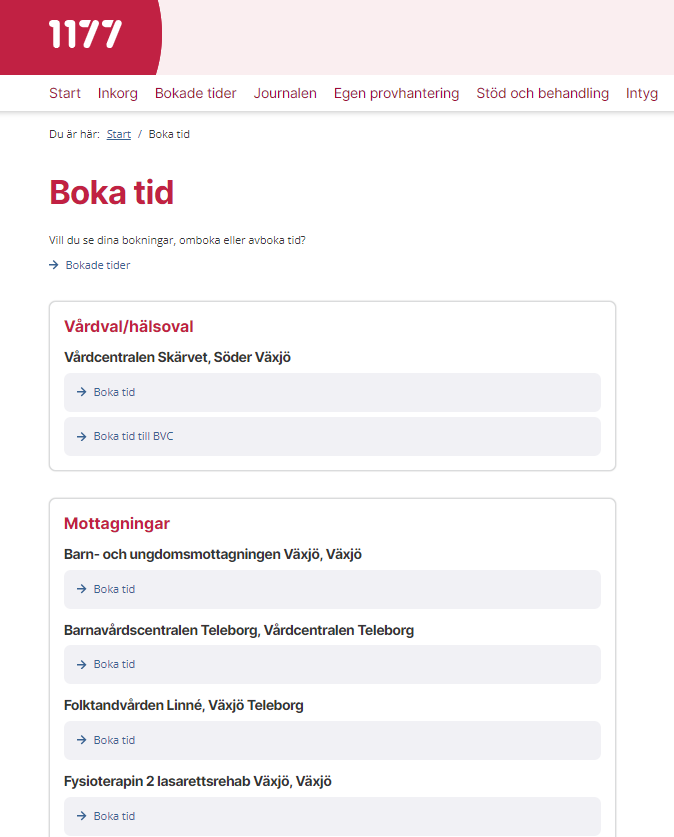 1177
Start Inkorg Bokade tider Journalen Egen provhantering Stöd och behandling Intyg
Du är här: Start / Boka tid
Boka tid
Vill du se dina bokningar, omboka eller avboka tid?
→ Bokade tider
Vårdval/hälsoval
Vårdcentralen Skärvet, Söder Växjö
→ Boka tid
→ Boka tid till BVC
Mottagningar
Barn- och ungdomsmottagningen Växjö, Växjö
→ Boka tid
Barnavårdscentralen Teleborg, Vårdcentralen Teleborg
→ Boka tid
Folktandvården Linné, Växjö Teleborg
→ Boka tid
Fysioterapin 2 lasarettsrehab Växjö, Växjö
→ Boka tid